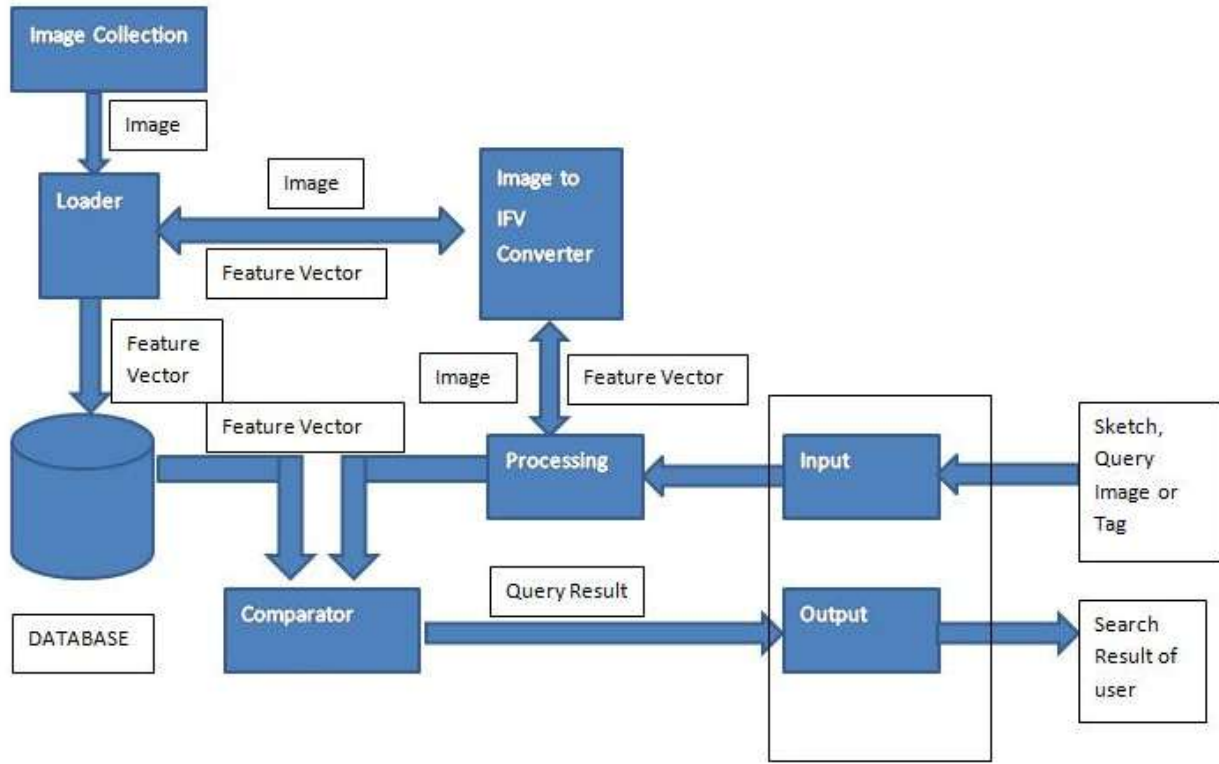 Image Collection
Image
Loader
Image
Feature Vector
Image to
IFV
Converter
Feature
Vector
Feature Vector
Image
Feature Vector
Processing
Input
Sketch,
Query
Image or
Tag
DATABASE
Comparator
Query Result
Output
Search
Result of
user